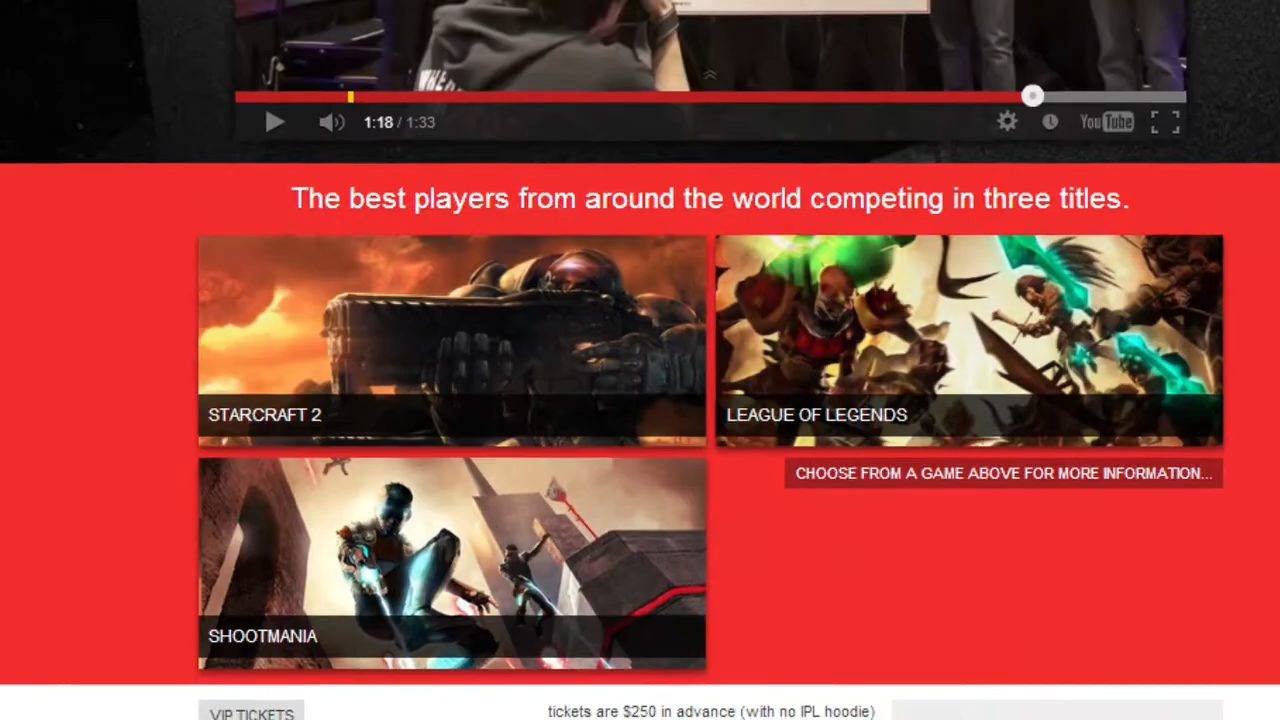 1:18 / 1:33
YouTube
The best players from around the world competing in three titles.
STARCRAFT 2
LEAGUE OF LEGENDS
CHOOSE FROM A GAME ABOVE FOR MORE INFORMATION...
SHOOTMANIA
VIP TICKETS
tickets are $250 in advance (with no IPL hoodie)